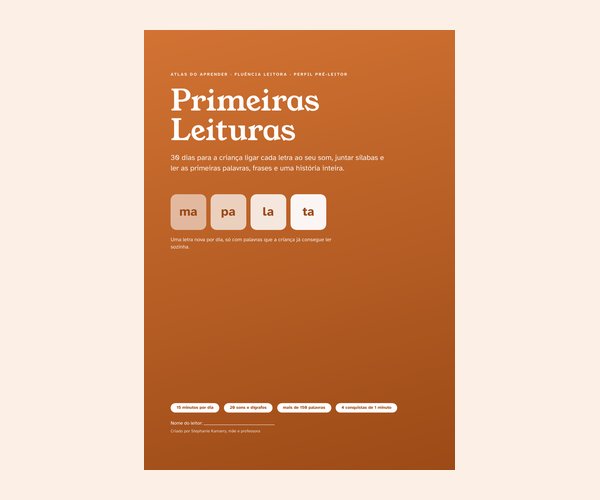 ATLAS DO APRENDER · FLUÊNCIA LEITORA · PERFIL PRÉ-LEITOR
Primeiras
Leituras
30 dias para a criança ligar cada letra ao seu som, juntar sílabas e
ler as primeiras palavras, frases e uma história inteira.
ma pa la ta
Uma letra nova por dia, só com palavras que a criança já consegue ler
sozinha.
15 minutos por dia 20 sons e dígrafos mais de 150 palavras 4 conquistas de 1 minuto
Nome do leitor:
Criado por Stephanie Kamarry, mãe e professora